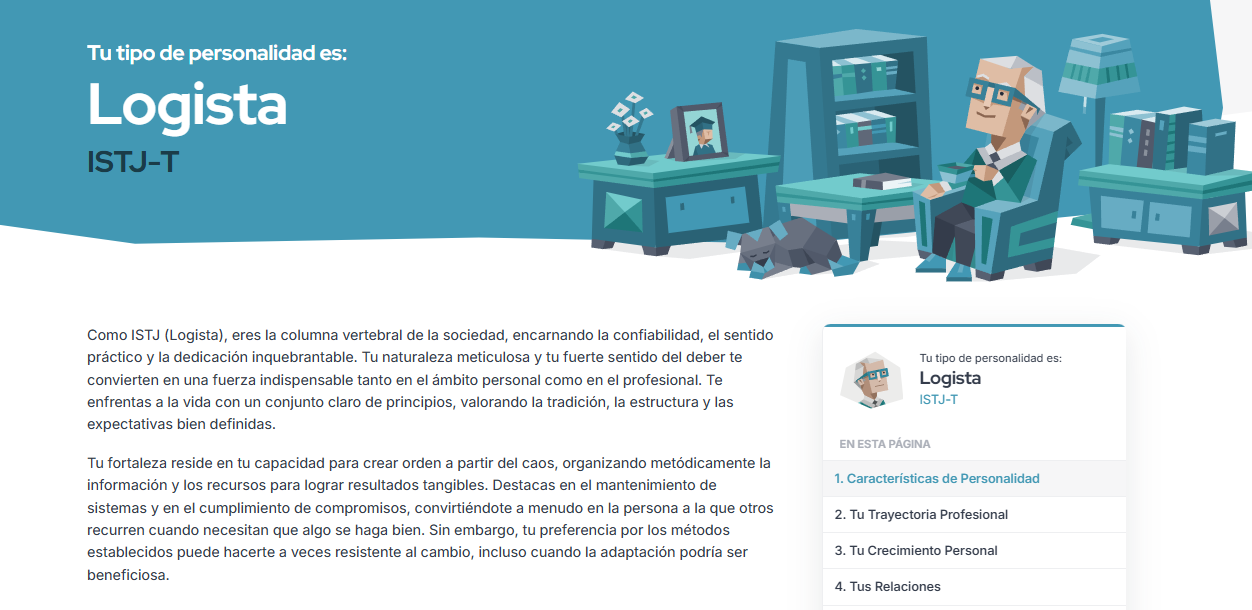 Tu tipo de personalidad es:
Logista
ISTJ-T
Como ISTJ (Logista), eres la columna vertebral de la sociedad, encarnando la confiabilidad, el sentido
práctico y la dedicación inquebrantable. Tu naturaleza meticulosa y tu fuerte sentido del deber te
convierten en una fuerza indispensable tanto en el ámbito personal como en el profesional. Te
enfrentas a la vida con un conjunto claro de principios, valorando la tradición, la estructura y las
expectativas bien definidas.
Tu fortaleza reside en tu capacidad para crear orden a partir del caos, organizando metódicamente la
información y los recursos para lograr resultados tangibles. Destacas en el mantenimiento de
sistemas y en el cumplimiento de compromisos, convirtiéndote a menudo en la persona a la que otros
recurren cuando necesitan que algo se haga bien. Sin embargo, tu preferencia por los métodos
establecidos puede hacerte a veces resistente al cambio, incluso cuando la adaptación podría ser
beneficiosa.
Tu tipo de personalidad es:
Logista
ISTJ-T
EN ESTA PÁGINA
1. Características de Personalidad
2. Tu Trayectoria Profesional
3. Tu Crecimiento Personal
4. Tus Relaciones